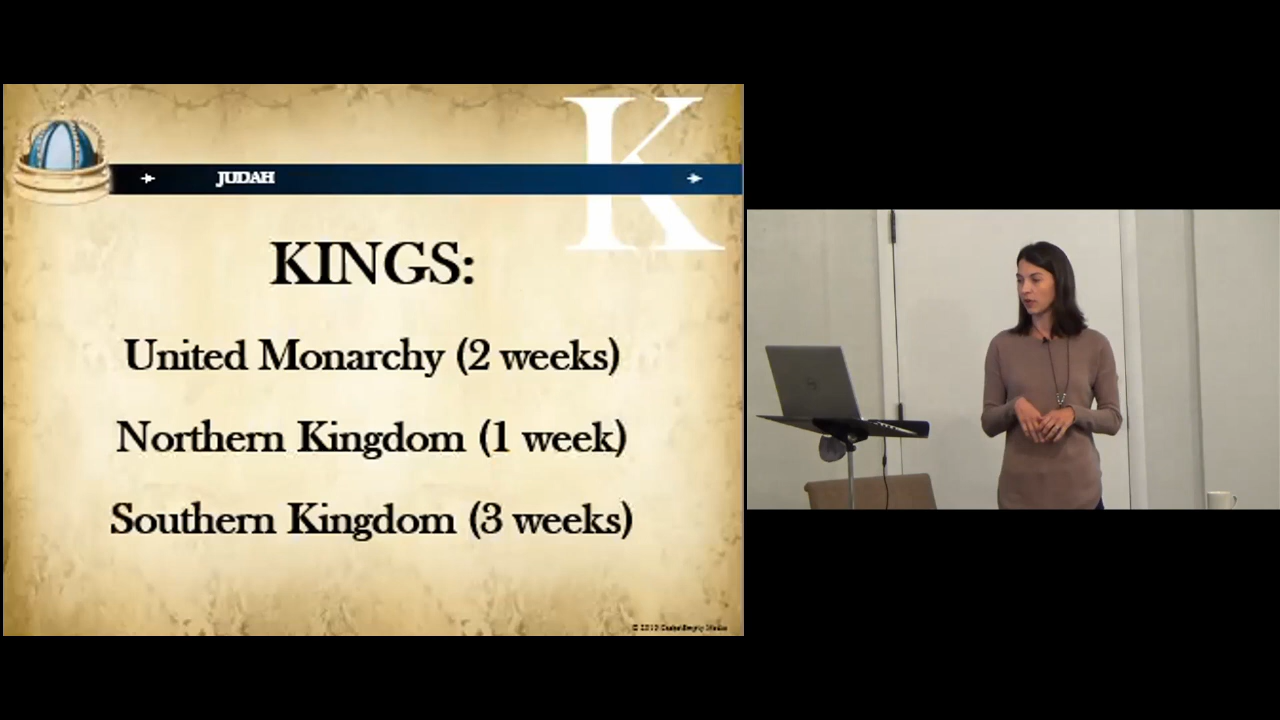 K
JUDAH
KINGS:
United Monarchy (2 weeks)
Northern Kingdom (1 week)
Southern Kingdom (3 weeks)